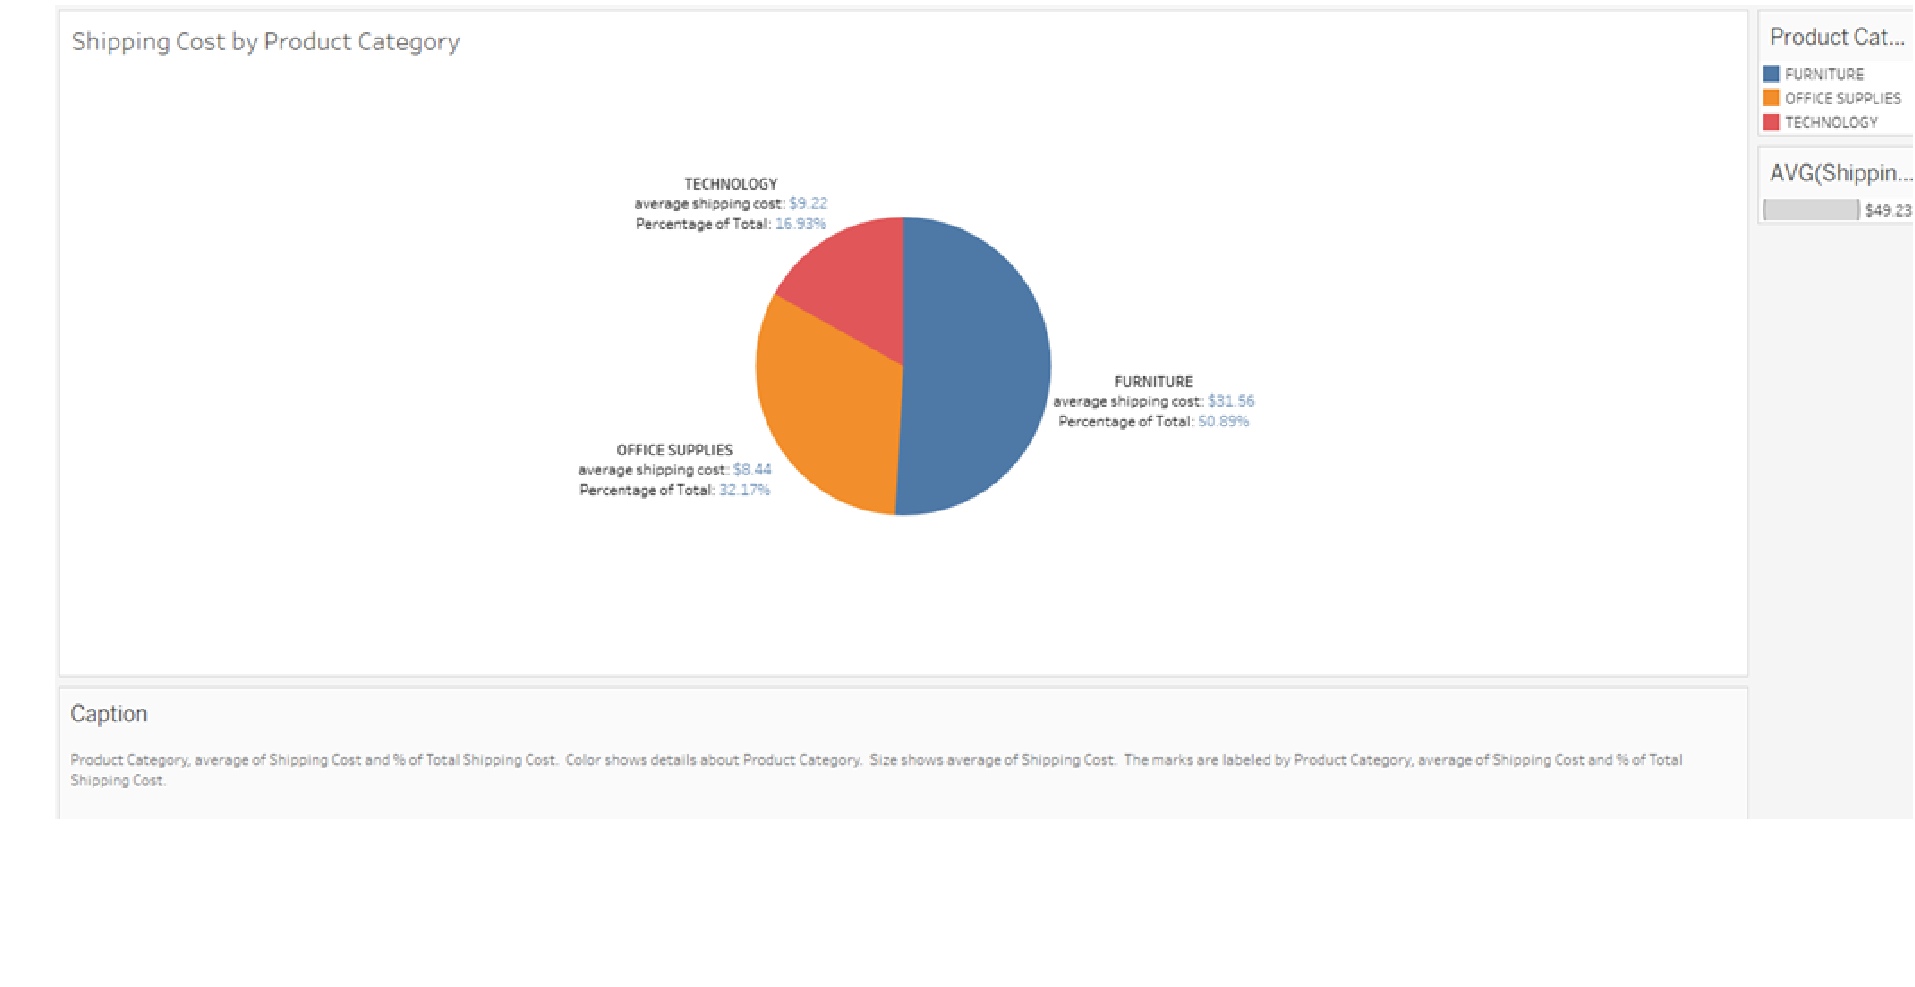 Shipping Cost by Product Category
TECHNOLOGY
average shipping cost: $9.22
Percentage of Total: 16.93%
FURNITURE
average shipping cost: $31.56
Percentage of Total: 50.89%
OFFICE SUPPLIES
average shipping cost: $8.44
Percentage of Total: 32.17%
Product Cat...
FURNITURE
OFFICE SUPPLIES
TECHNOLOGY
AVG(Shippin...
$49.23
Caption
Product Category, average of Shipping Cost and % of Total Shipping Cost. Color shows details about Product Category. Size shows average of Shipping Cost. The marks are labeled by Product Category, average of Shipping Cost and % of Total
Shipping Cost.